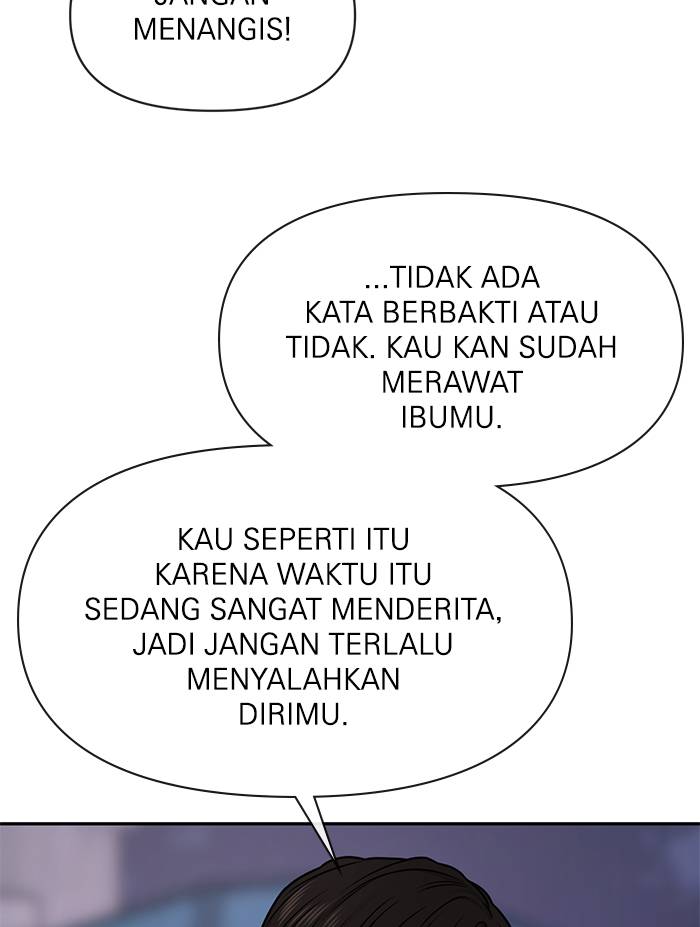 JANGAN
MENANGIS!
...TIDAK ADA
KATA BERBAKTI ATAU
TIDAK. KAU KAN SUDAH
MERAWAT
IBUMU.
KAU SEPERTI ITU
KARENA WAKTU ITU
SEDANG SANGAT MENDERITA,
JADI JANGAN TERLALU
MENYALAHKAN
DIRIMU.